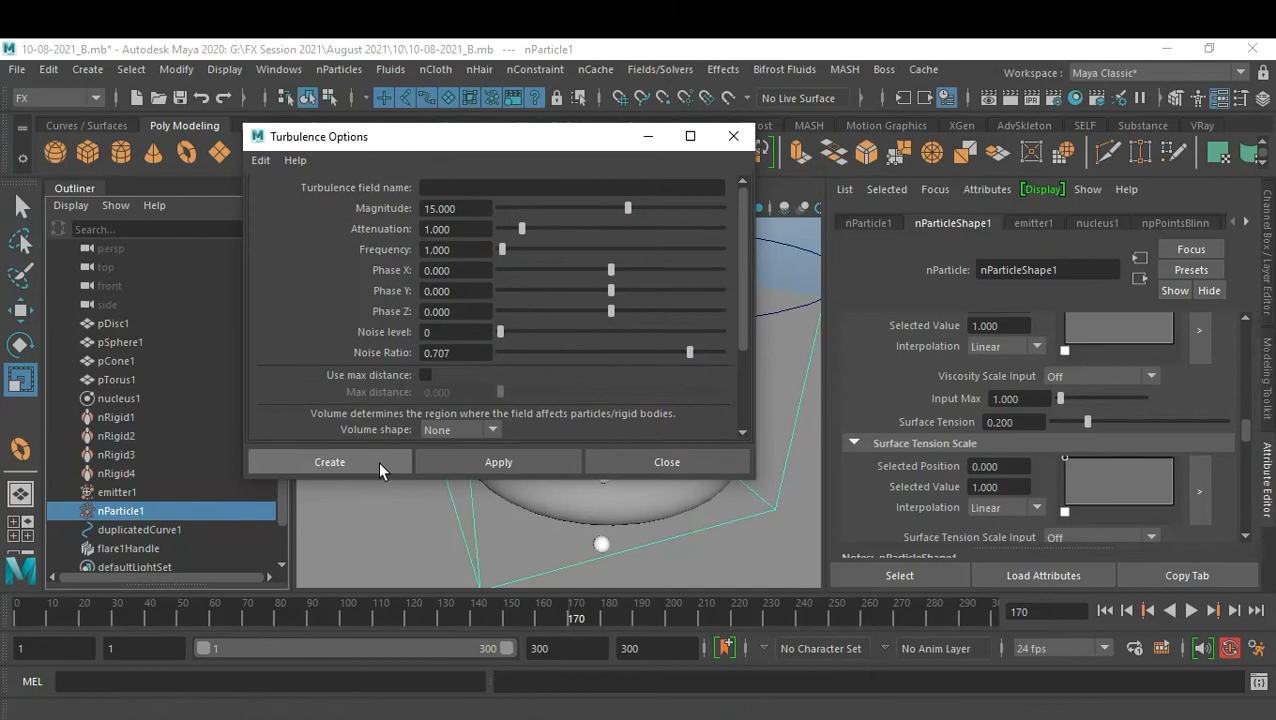 10-08-2021_B.mb* - Autodesk Maya 2020: G:\FX Session 2021\August 2021\10\10-08-2021_B.mb --- nParticle1
File Edit Create Select Modify Display Windows nParticles Fluids nCloth nHair nConstraint nCache Fields/Solvers Effects Bifrost Fluids MASH Boss Cache Workspace : Maya Classic*
FX No Live Surface
Curves / Surfaces Poly Modeling MASH Motion Graphics XGen AdvSkeleton SELF Substance VRay
Turbulence Options
Edit Help
Turbulence field name:
Magnitude: 15.000
Attenuation: 1.000
Frequency: 1.000
Phase X: 0.000
Phase Y: 0.000
Phase Z: 0.000
Noise level: 0
Noise Ratio: 0.707
Use max distance:
Max distance: 0.000
Volume determines the region where the field affects particles/rigid bodies.
Volume shape: None
Create Apply Close
Outliner
Display Show Help
Search...
persp
top
front
side
pDisc1
pSphere1
pCone1
pTorus1
nucleus1
nRigid1
nRigid2
nRigid3
nRigid4
emitter1
nParticle1
duplicatedCurve1
flare1Handle
defaultLightSet
List Selected Focus Attributes [Display] Show Help
nParticle1 nParticleShape1 emitter1 nucleus1 npPointsBlinn
Focus
nParticle: nParticleShape1 Presets
Show Hide
Selected Value 1.000
Interpolation Linear >
Viscosity Scale Input Off
Input Max 1.000
Surface Tension 0.200
Surface Tension Scale
Selected Position 0.000
Selected Value 1.000 >
Interpolation Linear
Surface Tension Scale Input Off
Select Load Attributes Copy Tab
Channel Box / Layer Editor
Modeling Toolkit
Attribute Editor
0 10 20 30 40 50 60 70 80 90 100 110 120 130 140 150 160 170 180 190 200 210 220 230 240 250 260 270 280 290
170 170
1 1 1 300 300 300 No Character Set No Anim Layer 24 fps
MEL